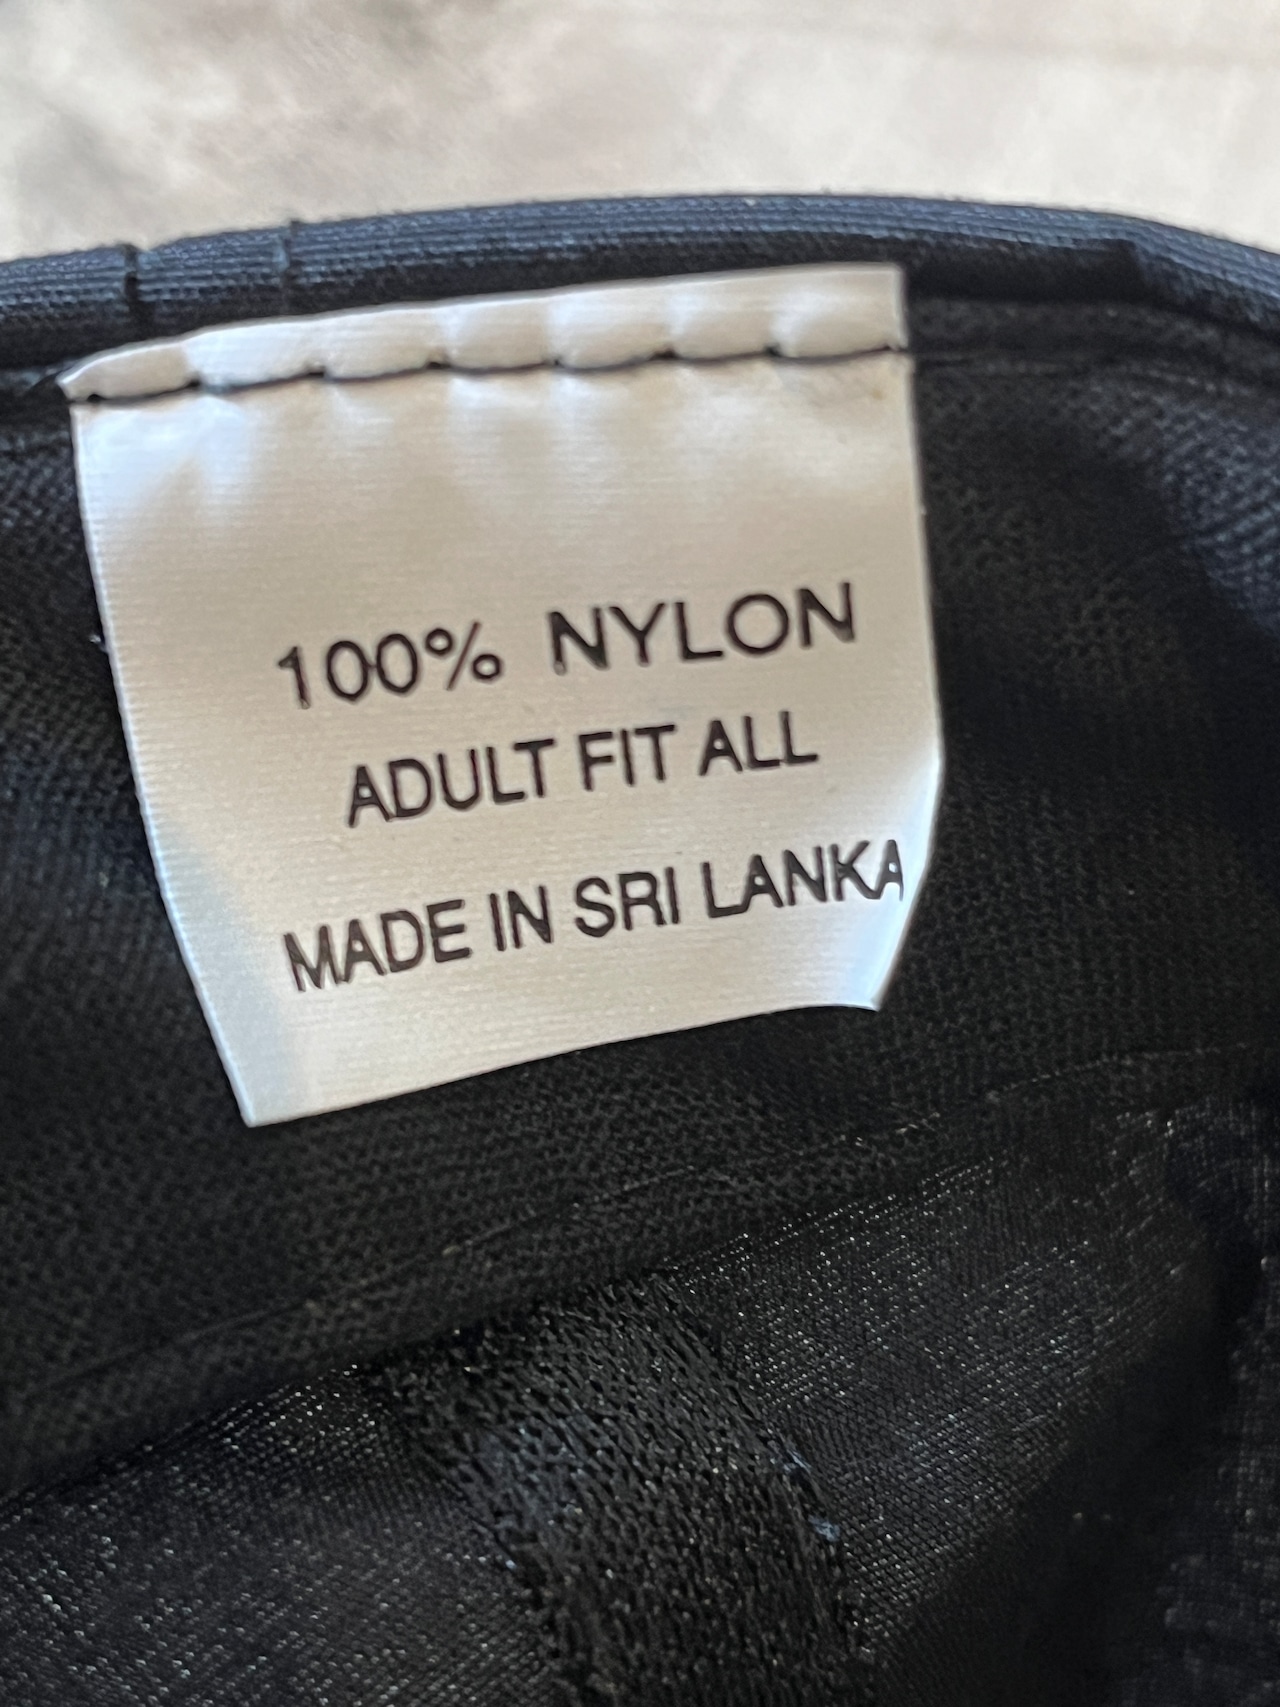 100% NYLON
ADULT FIT ALL
MADE IN SRI LANKA